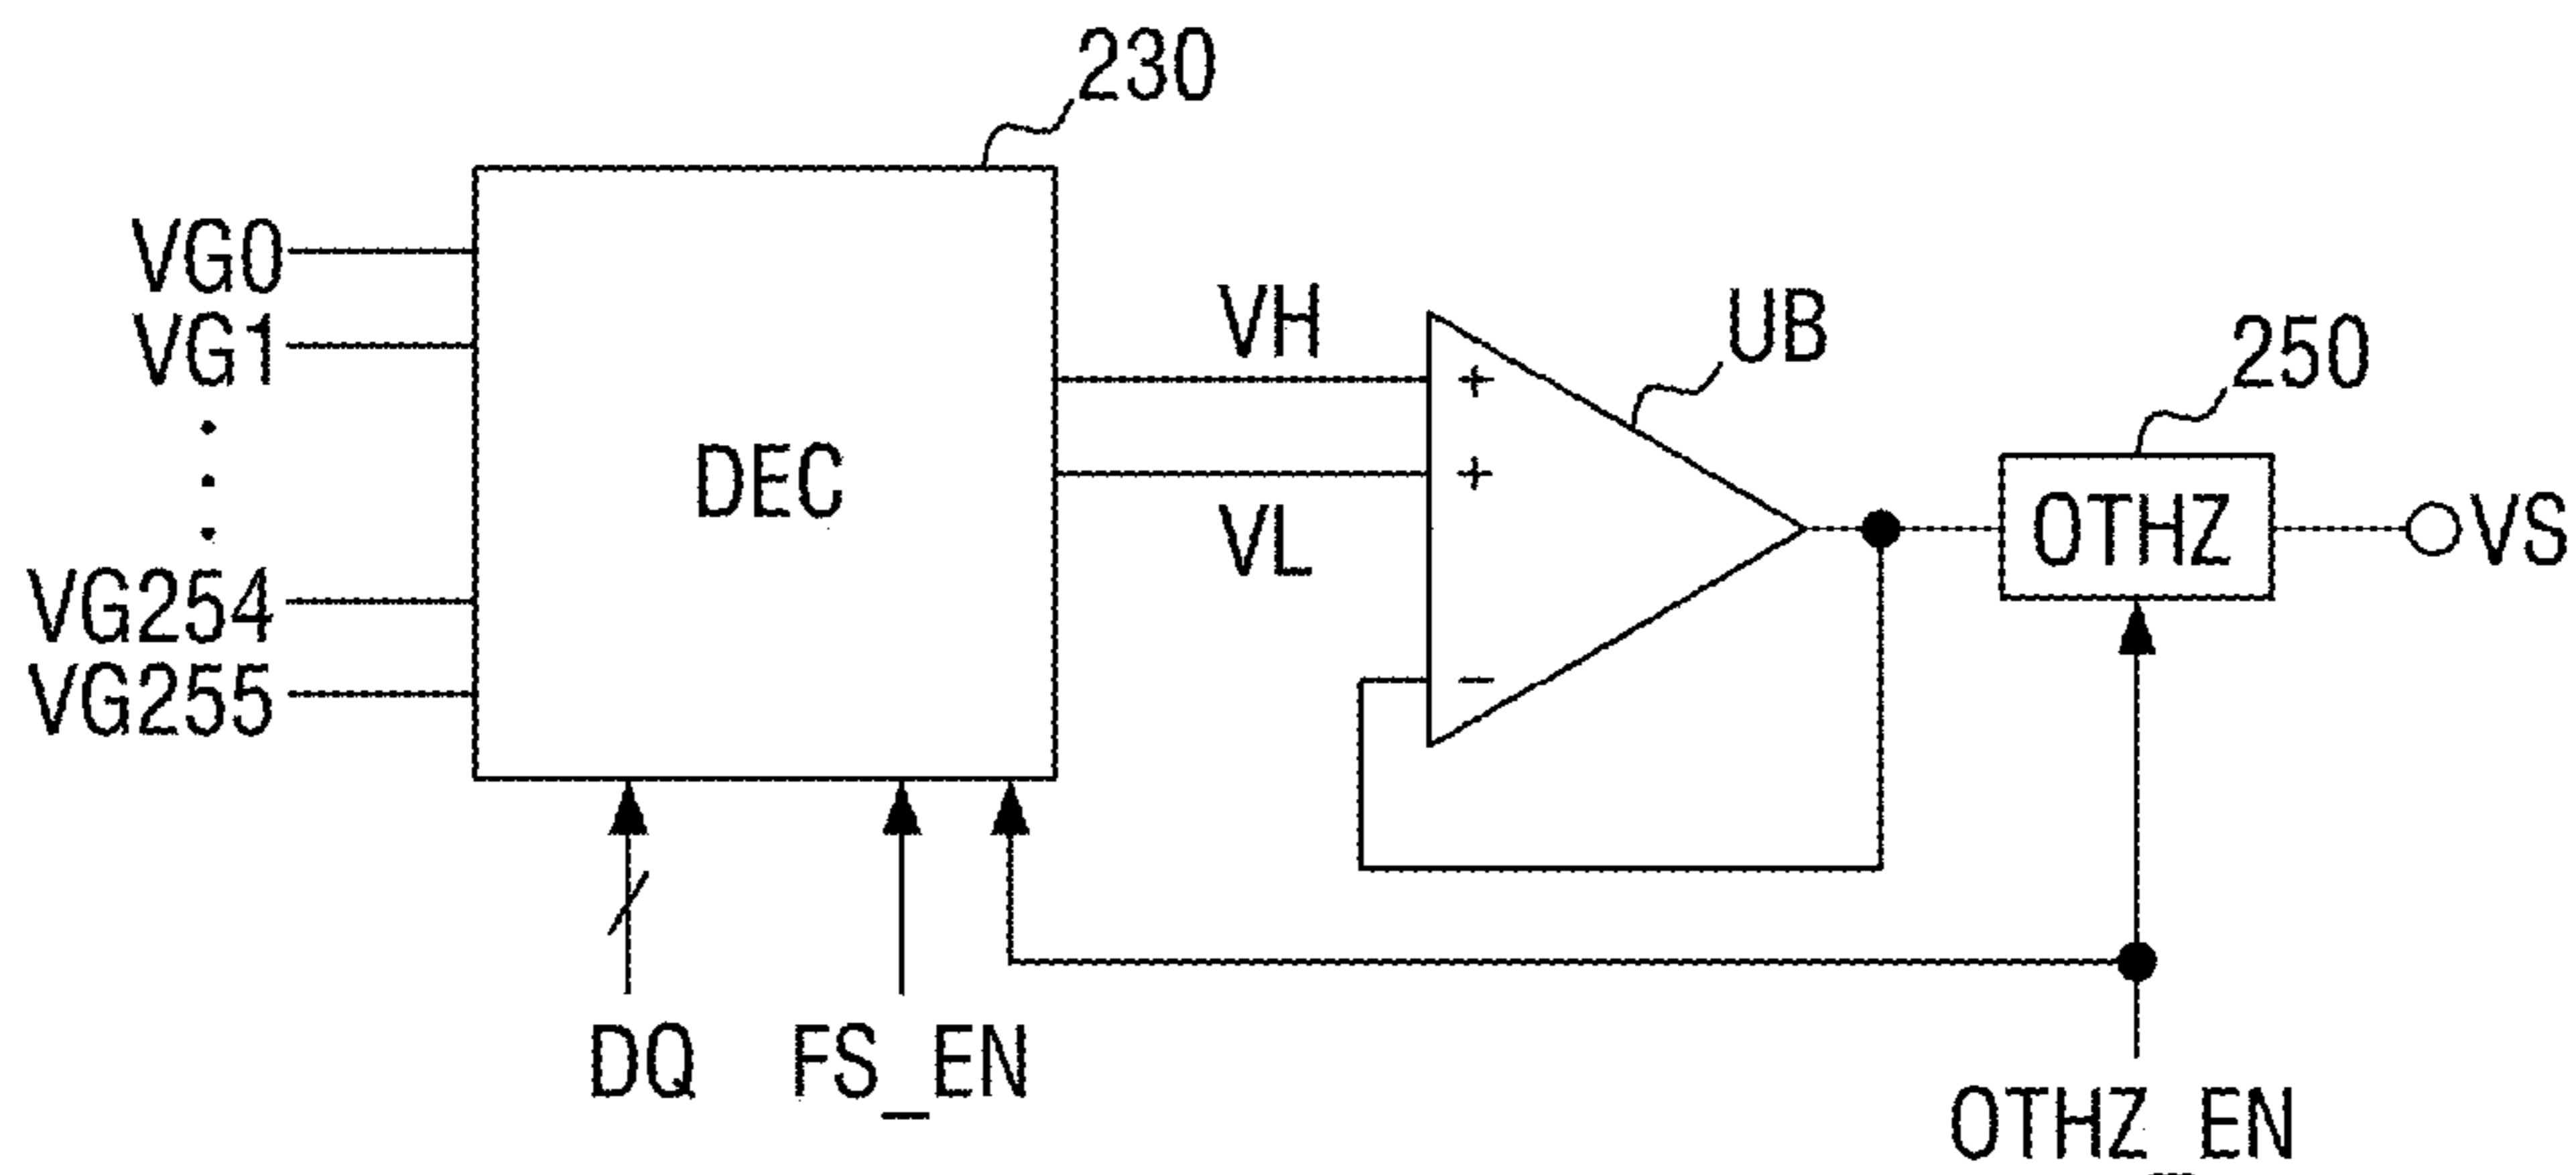 230
VG0
VG1
VG254
VG255
DEC
VH
VL
+
+
−
UB
250
OTHZ
VS
DQ
FS_EN
OTHZ_EN